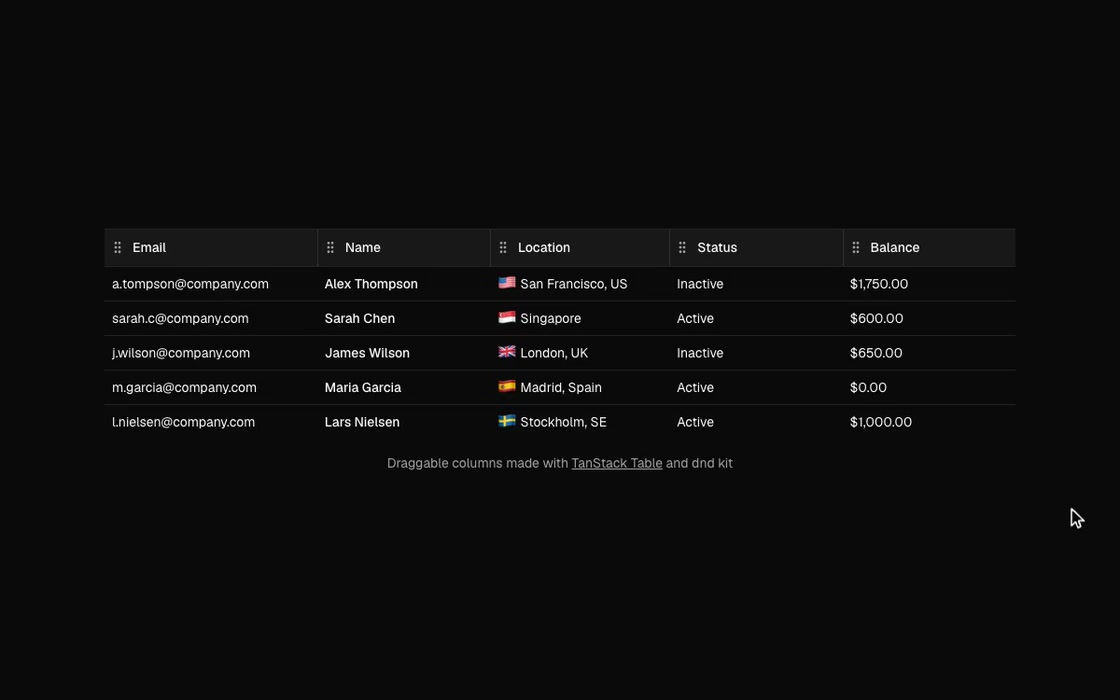 Email Name Location Status Balance
a.tompson@company.com Alex Thompson San Francisco, US Inactive $1,750.00
sarah.c@company.com Sarah Chen Singapore Active $600.00
j.wilson@company.com James Wilson London, UK Inactive $650.00
m.garcia@company.com Maria Garcia Madrid, Spain Active $0.00
l.nielsen@company.com Lars Nielsen Stockholm, SE Active $1,000.00
Draggable columns made with TanStack Table and dnd kit